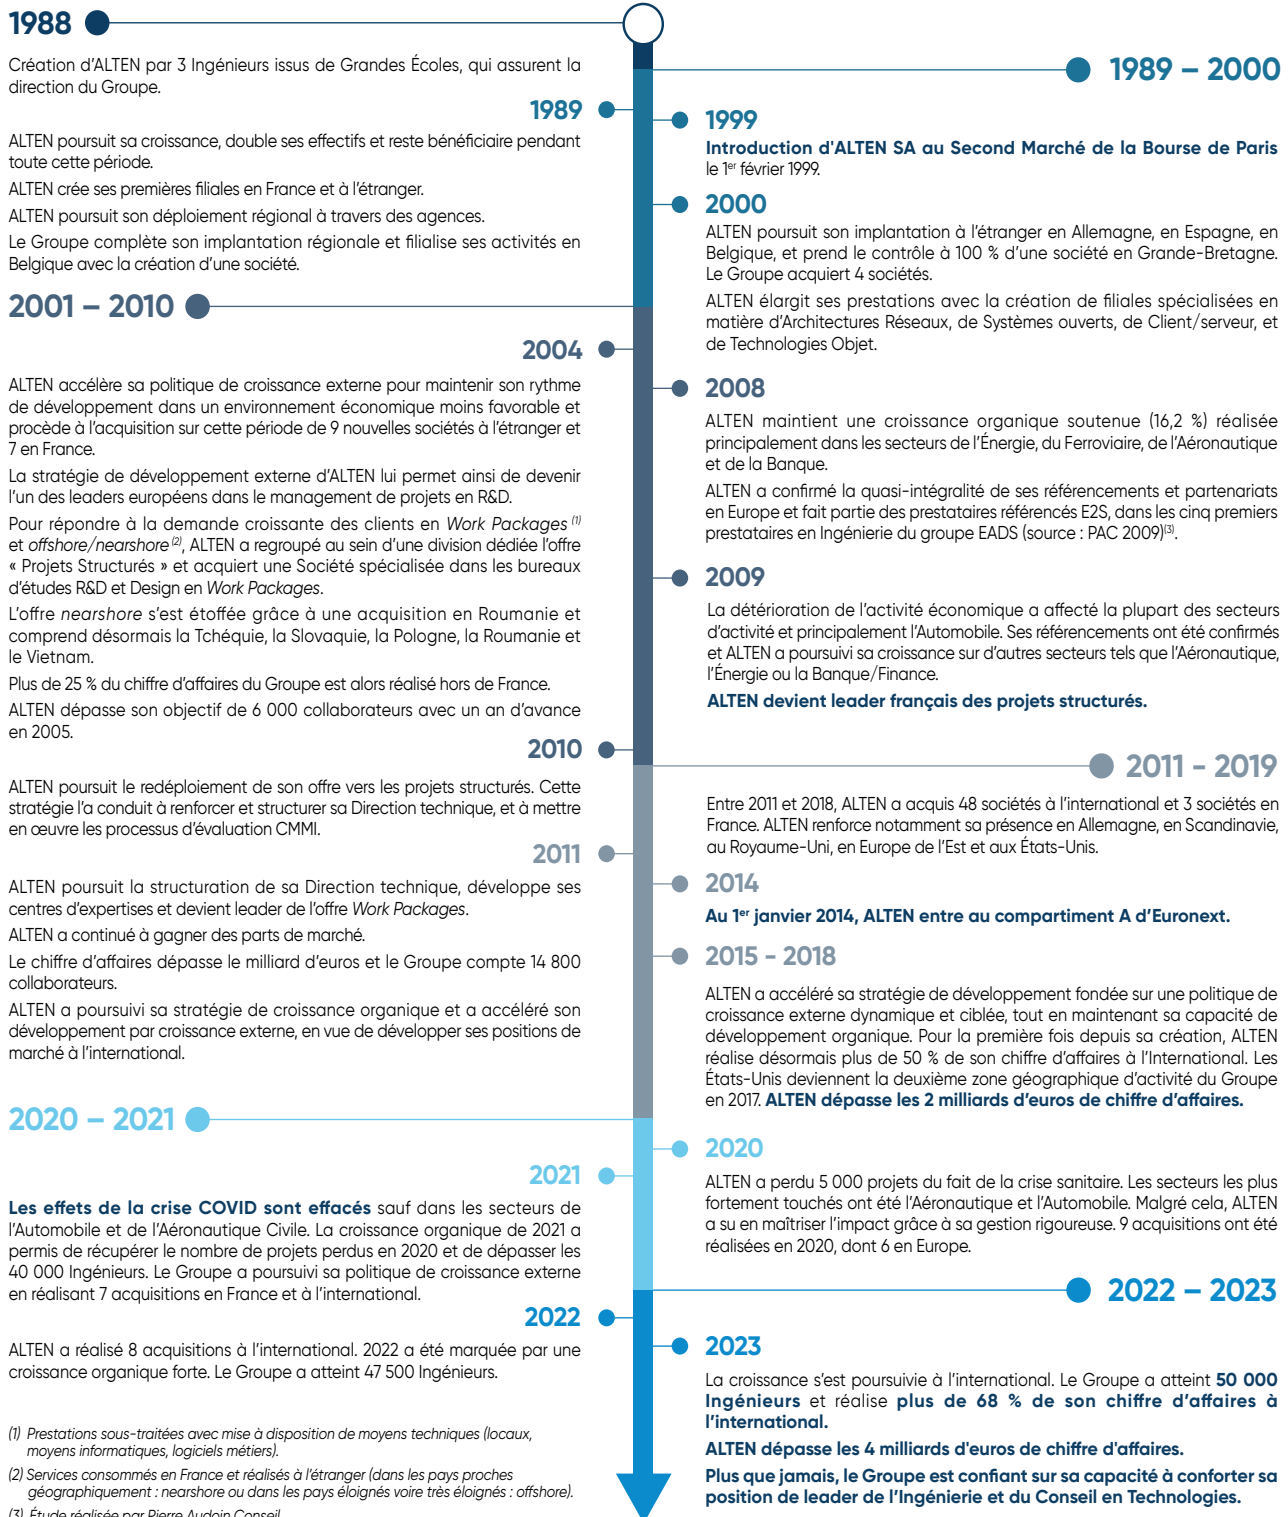 1988
Création d’ALTEN par 3 Ingénieurs issus de Grandes Écoles, qui assurent la
direction du Groupe.
1989 – 2000
1989
ALTEN poursuit sa croissance, double ses effectifs et reste bénéficiaire pendant
toute cette période.
ALTEN crée ses premières filiales en France et à l’étranger.
ALTEN poursuit son déploiement régional à travers des agences.
Le Groupe complète son implantation régionale et filialise ses activités en
Belgique avec la création d’une société.
1999
Introduction d'ALTEN SA au Second Marché de la Bourse de Paris
le 1er février 1999.
2000
ALTEN poursuit son implantation à l’étranger en Allemagne, en Espagne, en
Belgique, et prend le contrôle à 100 % d’une société en Grande-Bretagne.
Le Groupe acquiert 4 sociétés.
ALTEN élargit ses prestations avec la création de filiales spécialisées en
matière d’Architectures Réseaux, de Systèmes ouverts, de Client/serveur, et
de Technologies Objet.
2001 – 2010
2004
ALTEN accélère sa politique de croissance externe pour maintenir son rythme
de développement dans un environnement économique moins favorable et
procède à l’acquisition sur cette période de 9 nouvelles sociétés à l’étranger et
7 en France.
La stratégie de développement externe d’ALTEN lui permet ainsi de devenir
l’un des leaders européens dans le management de projets en R&D.
Pour répondre à la demande croissante des clients en Work Packages (1)
et offshore/nearshore (2), ALTEN a regroupé au sein d’une division dédiée l’offre
« Projets Structurés » et acquiert une Société spécialisée dans les bureaux
d’études R&D et Design en Work Packages.
L’offre nearshore s’est étoffée grâce à une acquisition en Roumanie et
comprend désormais la Tchéquie, la Slovaquie, la Pologne, la Roumanie et
le Vietnam.
Plus de 25 % du chiffre d’affaires du Groupe est alors réalisé hors de France.
ALTEN dépasse son objectif de 6 000 collaborateurs avec un an d’avance
en 2005.
2008
ALTEN maintient une croissance organique soutenue (16,2 %) réalisée
principalement dans les secteurs de l’Énergie, du Ferroviaire, de l’Aéronautique
et de la Banque.
ALTEN a confirmé la quasi-intégralité de ses référencements et partenariats
en Europe et fait partie des prestataires référencés E2S, dans les cinq premiers
prestataires en Ingénierie du groupe EADS (source : PAC 2009)(3).
2009
La détérioration de l’activité économique a affecté la plupart des secteurs
d’activité et principalement l’Automobile. Ses référencements ont été confirmés
et ALTEN a poursuivi sa croissance sur d’autres secteurs tels que l’Aéronautique,
l’Énergie ou la Banque/Finance.
ALTEN devient leader français des projets structurés.
2010
ALTEN poursuit le redéploiement de son offre vers les projets structurés. Cette
stratégie l’a conduit à renforcer et structurer sa Direction technique, et à mettre
en œuvre les processus d’évaluation CMMI.
2011 - 2019
Entre 2011 et 2018, ALTEN a acquis 48 sociétés à l’international et 3 sociétés en
France. ALTEN renforce notamment sa présence en Allemagne, en Scandinavie,
au Royaume-Uni, en Europe de l’Est et aux États-Unis.
2011
ALTEN poursuit la structuration de sa Direction technique, développe ses
centres d’expertises et devient leader de l’offre Work Packages.
ALTEN a continué à gagner des parts de marché.
Le chiffre d’affaires dépasse le milliard d’euros et le Groupe compte 14 800
collaborateurs.
ALTEN a poursuivi sa stratégie de croissance organique et a accéléré son
développement par croissance externe, en vue de développer ses positions de
marché à l’international.
2014
Au 1er janvier 2014, ALTEN entre au compartiment A d’Euronext.
2015 - 2018
ALTEN a accéléré sa stratégie de développement fondée sur une politique de
croissance externe dynamique et ciblée, tout en maintenant sa capacité de
développement organique. Pour la première fois depuis sa création, ALTEN
réalise désormais plus de 50 % de son chiffre d’affaires à l’International. Les
États-Unis deviennent la deuxième zone géographique d’activité du Groupe
en 2017. ALTEN dépasse les 2 milliards d’euros de chiffre d’affaires.
2020 – 2021
2020
ALTEN a perdu 5 000 projets du fait de la crise sanitaire. Les secteurs les plus
fortement touchés ont été l’Aéronautique et l’Automobile. Malgré cela, ALTEN
a su en maîtriser l’impact grâce à sa gestion rigoureuse. 9 acquisitions ont été
réalisées en 2020, dont 6 en Europe.
2021
Les effets de la crise COVID sont effacés sauf dans les secteurs de
l’Automobile et de l’Aéronautique Civile. La croissance organique de 2021 a
permis de récupérer le nombre de projets perdus en 2020 et de dépasser les
40 000 Ingénieurs. Le Groupe a poursuivi sa politique de croissance externe
en réalisant 7 acquisitions en France et à l’international.
2022 – 2023
2022
ALTEN a réalisé 8 acquisitions à l’international. 2022 a été marquée par une
croissance organique forte. Le Groupe a atteint 47 500 Ingénieurs.
2023
La croissance s’est poursuivie à l’international. Le Groupe a atteint 50 000
Ingénieurs et réalise plus de 68 % de son chiffre d’affaires à
l’international.
ALTEN dépasse les 4 milliards d'euros de chiffre d'affaires.
Plus que jamais, le Groupe est confiant sur sa capacité à conforter sa
position de leader de l’Ingénierie et du Conseil en Technologies.
(1) Prestations sous-traitées avec mise à disposition de moyens techniques (locaux,
moyens informatiques, logiciels métiers).
(2) Services consommés en France et réalisés à l’étranger (dans les pays proches
géographiquement : nearshore ou dans les pays éloignés voire très éloignés : offshore).
(3) Étude réalisée par Pierre Audoin Conseil